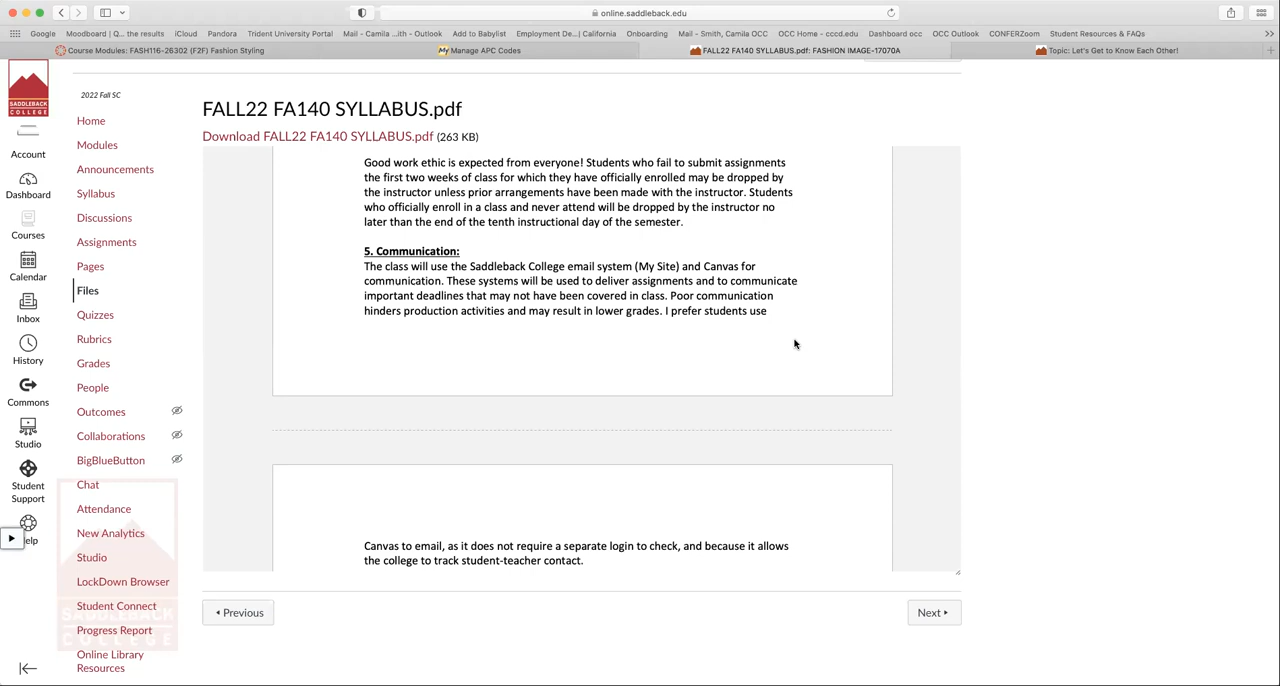 online.saddleback.edu
Google
Moodboard | Q... the results
iCloud
Pandora
Trident University Portal
Mail - Camila ...ith - Outlook
Add to Babylist
Employment De...| California
Onboarding
Mail - Smith, Camila OCC
OCC Home - cccd.edu
Dashboard occ
OCC Outlook
CONFERZoom
Student Resources & FAQs
Course Modules: FASH116-26302 (F2F) Fashion Styling
My Manage APC Codes
FALL22 FA140 SYLLABUS.pdf: FASHION IMAGE-17070A
Topic: Let's Get to Know Each Other!
SADDLEBACK
COLLEGE
Account
Dashboard
Courses
Calendar
Inbox
History
Commons
Studio
Student
Support
elp
2022 Fall SC
Home
Modules
Announcements
Syllabus
Discussions
Assignments
Pages
Files
Quizzes
Rubrics
Grades
People
Outcomes
Collaborations
BigBlueButton
Chat
Attendance
New Analytics
Studio
LockDown Browser
Student Connect
Progress Report
Online Library
Resources
SADDLEBACK
COLLEGE
FALL22 FA140 SYLLABUS.pdf
Download FALL22 FA140 SYLLABUS.pdf (263 KB)
Good work ethic is expected from everyone! Students who fail to submit assignments
the first two weeks of class for which they have officially enrolled may be dropped by
the instructor unless prior arrangements have been made with the instructor. Students
who officially enroll in a class and never attend will be dropped by the instructor no
later than the end of the tenth instructional day of the semester.
5. Communication:
The class will use the Saddleback College email system (My Site) and Canvas for
communication. These systems will be used to deliver assignments and to communicate
important deadlines that may not have been covered in class. Poor communication
hinders production activities and may result in lower grades. I prefer students use
Canvas to email, as it does not require a separate login to check, and because it allows
the college to track student-teacher contact.
Previous
Next